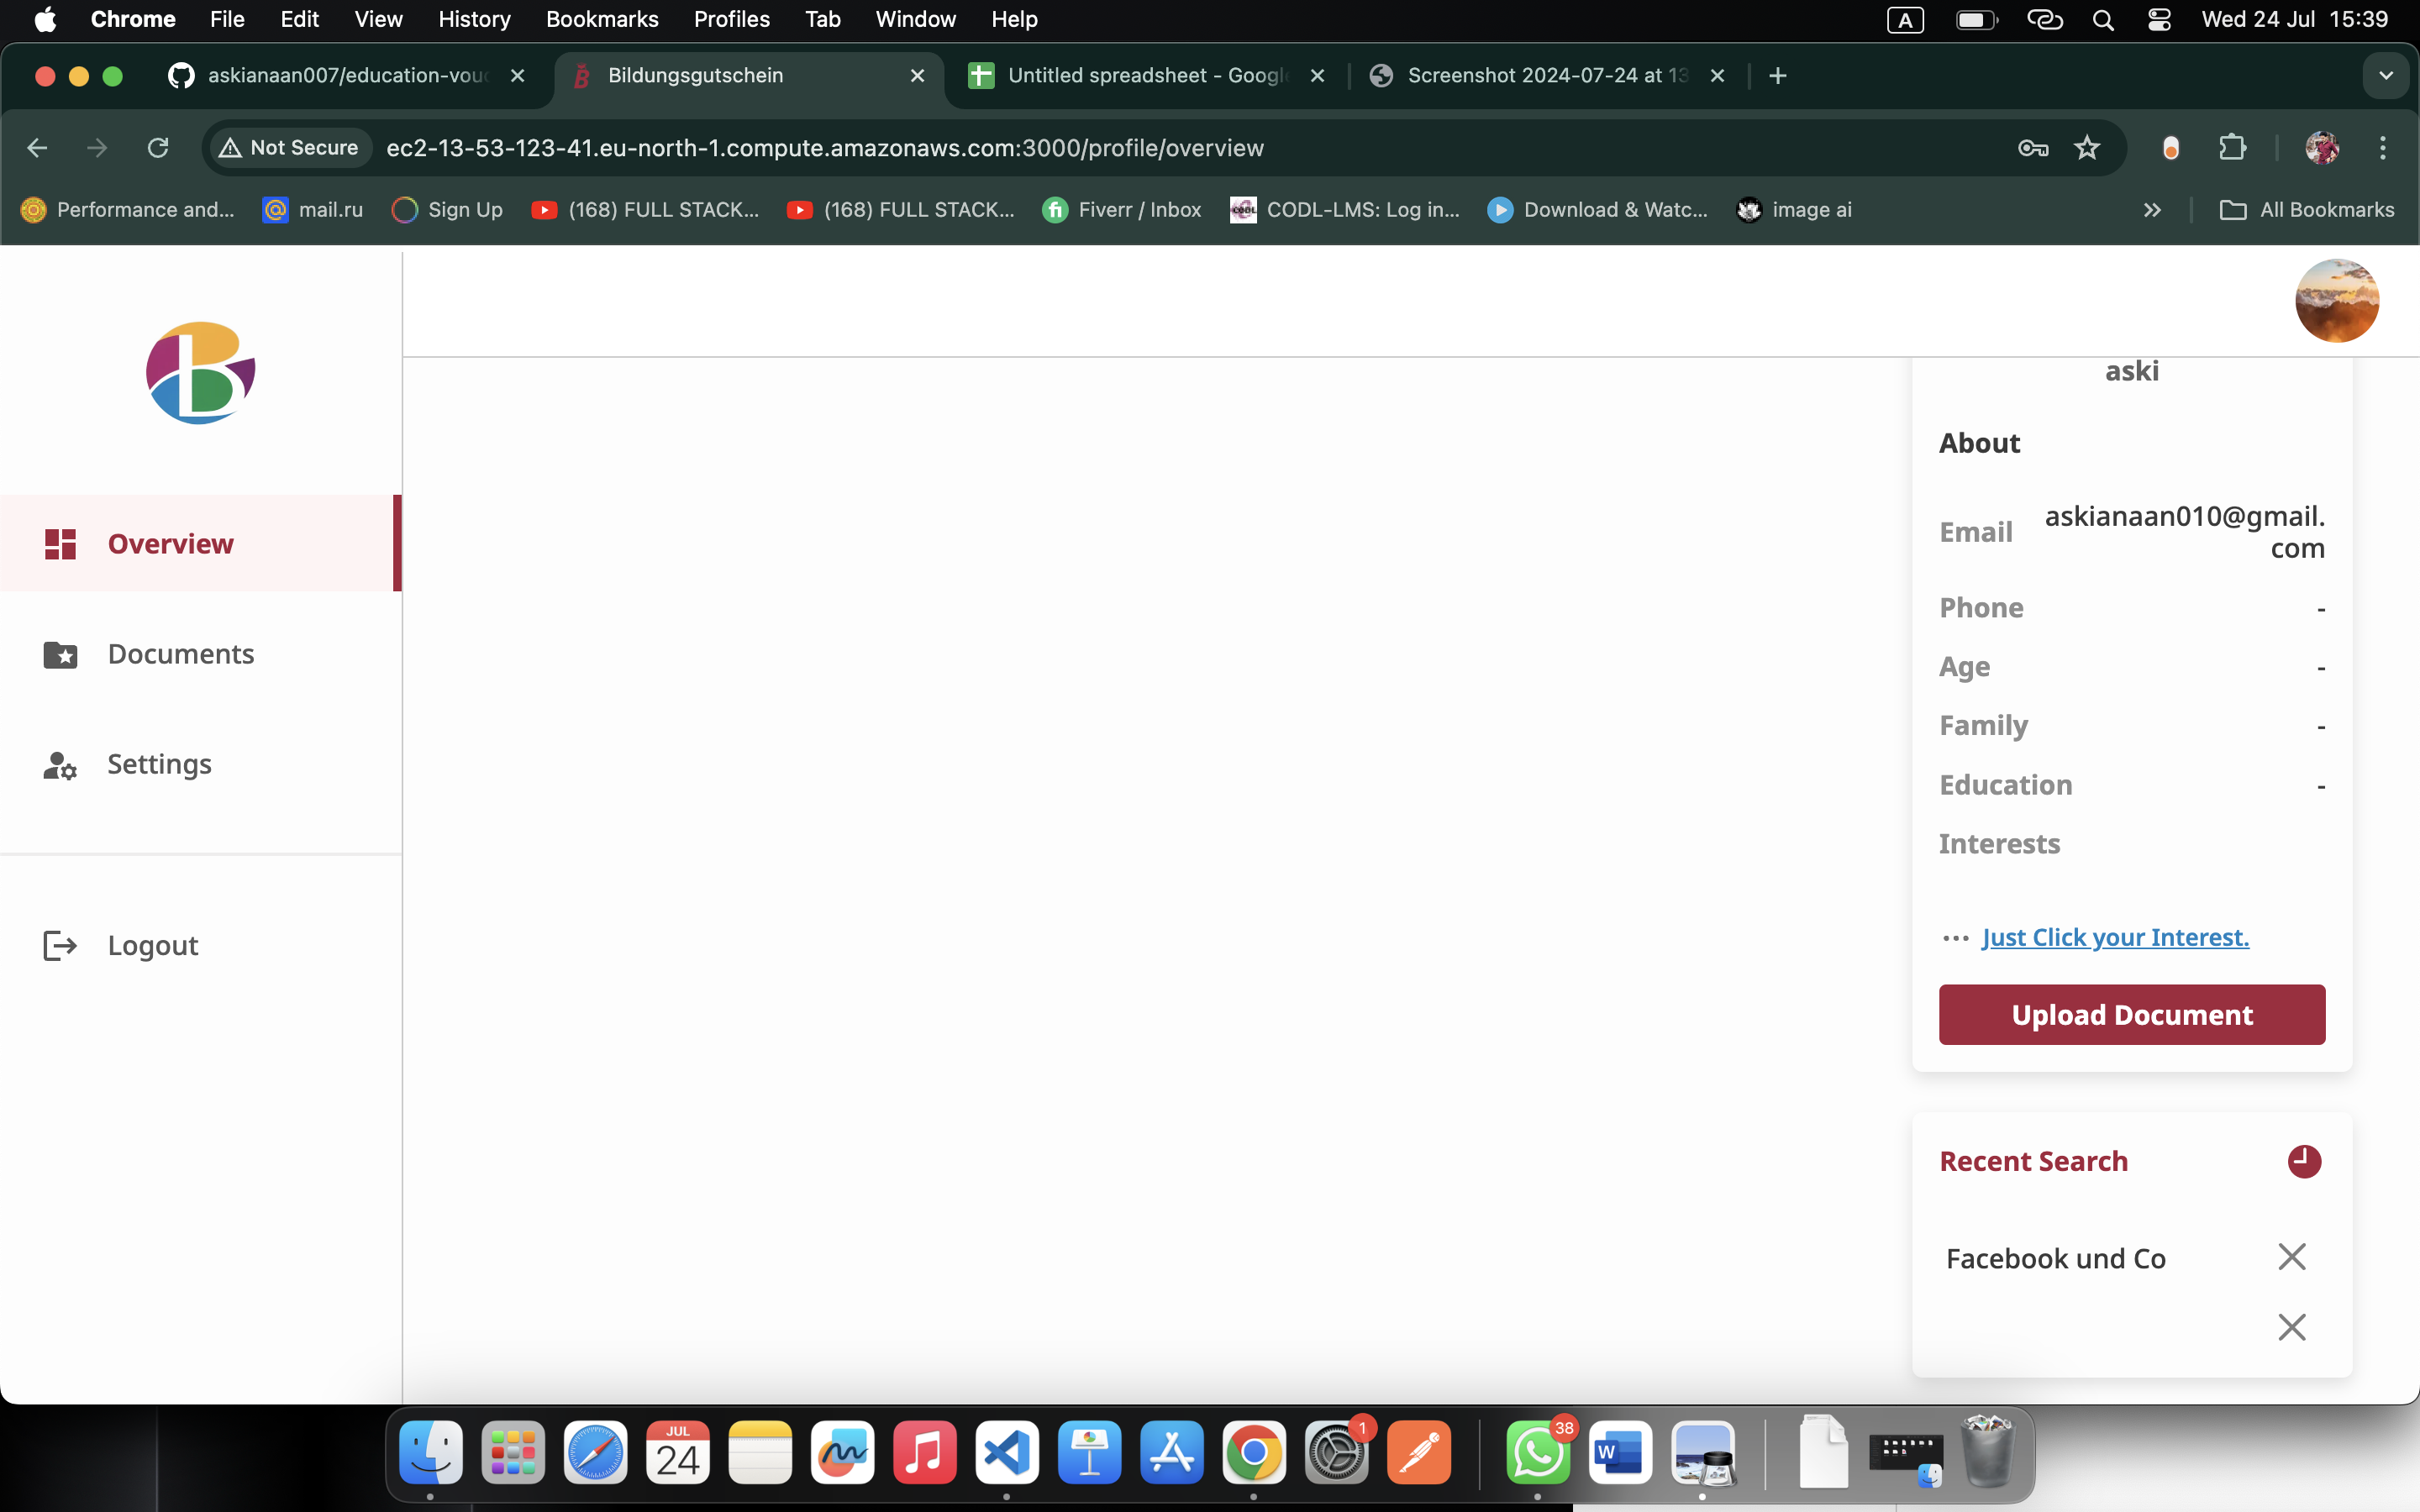 Chrome File Edit View History Bookmarks Profiles Tab Window Help A Wed 24 Jul 15:39
askianaan007/education-vou Bildungsgutschein Untitled spreadsheet - Google Screenshot 2024-07-24 at 13
Not Secure ec2-13-53-123-41.eu-north-1.compute.amazonaws.com:3000/profile/overview
Performance and... mail.ru Sign Up (168) FULL STACK... (168) FULL STACK... Fiverr / Inbox CODL-LMS: Log in... Download & Watc... image ai All Bookmarks
B
Overview
Documents
Settings
Logout
aski
About
Email askianaan010@gmail.
com
Phone -
Age -
Family -
Education -
Interests
Just Click your Interest.
Upload Document
Recent Search
Facebook und Co
JUL
24
1
38
W